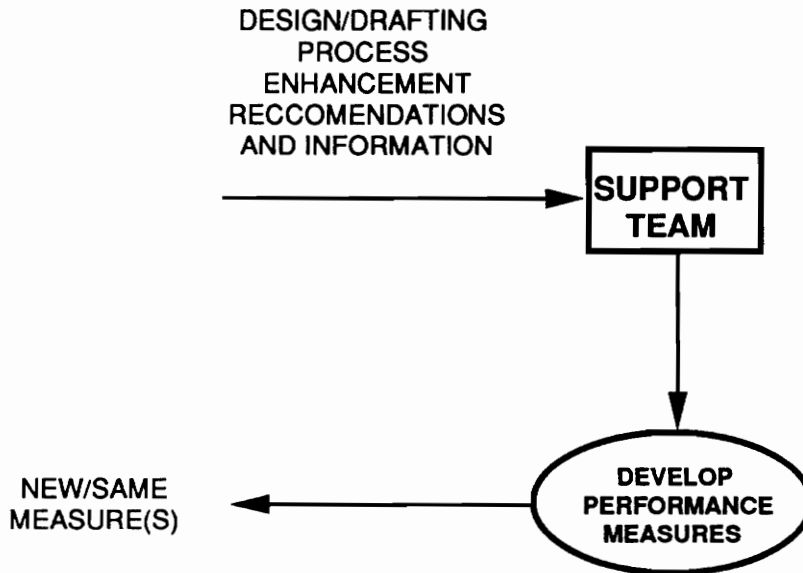 DESIGN/DRAFTING
PROCESS
ENHANCEMENT
RECCOMENDATIONS
AND INFORMATION
SUPPORT
TEAM
DEVELOP
PERFORMANCE
MEASURES
NEW/SAME
MEASURE(S)